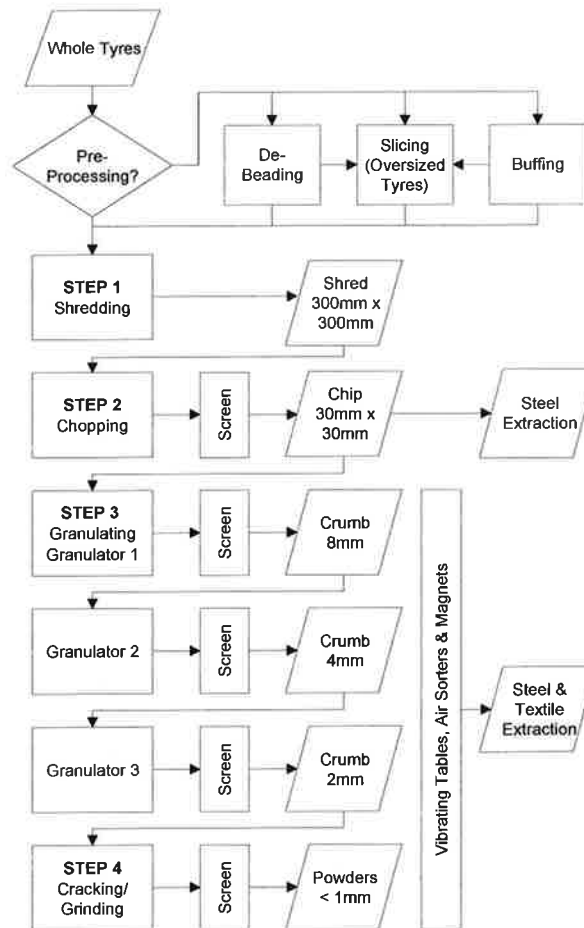 Whole Tyres
Pre-
Processing?
De-
Beading
Slicing
(Oversized
Tyres)
Buffing
STEP 1
Shredding
Shred
300mm x
300mm
STEP 2
Chopping
Screen
Chip
30mm x
30mm
Steel
Extraction
STEP 3
Granulating
Granulator 1
Screen
Crumb
8mm
Granulator 2
Screen
Crumb
4mm
Vibrating Tables, Air Sorters & Magnets
Steel &
Textile
Extraction
Granulator 3
Screen
Crumb
2mm
STEP 4
Cracking/
Grinding
Screen
Powders
< 1mm